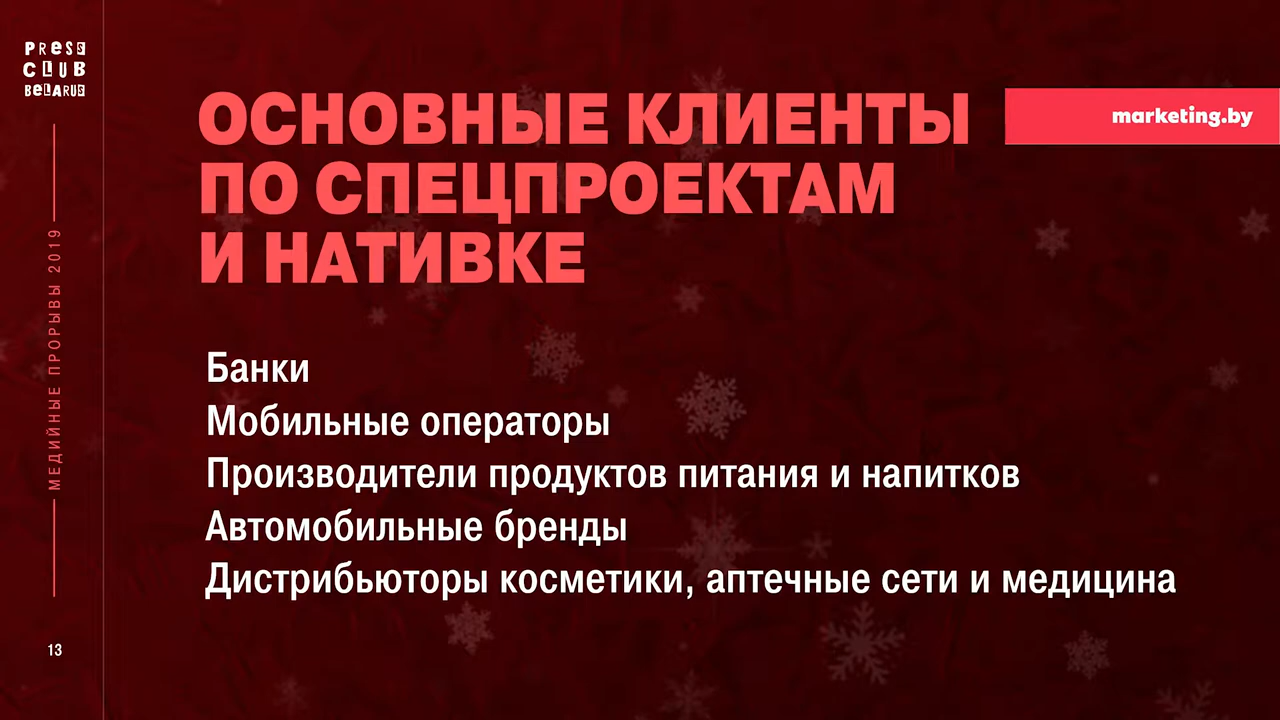 PRESS
CLUB
BELARUS
ОСНОВНЫЕ КЛИЕНТЫ
ПО СПЕЦПРОЕКТАМ
И НАТИВКЕ
marketing.by
Банки
Мобильные операторы
Производители продуктов питания и напитков
Автомобильные бренды
Дистрибьюторы косметики, аптечные сети и медицина
МЕДИЙНЫЕ ПРОРЫВЫ 2019
13